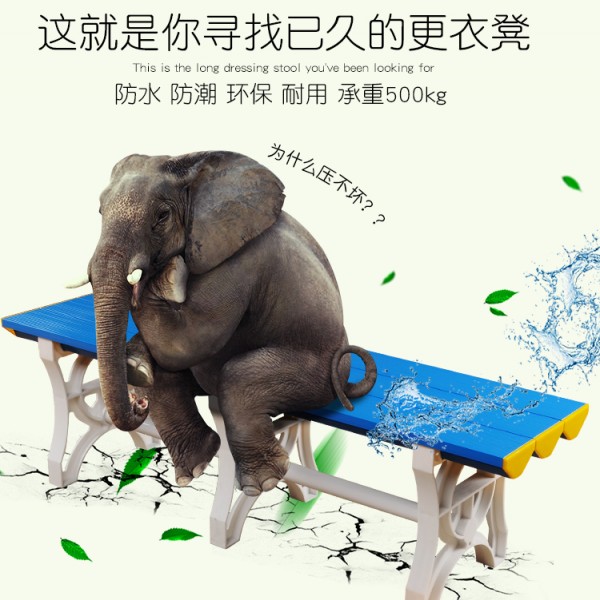 这就是你寻找已久的更衣凳
This is the long dressing stool you've been looking for
防水 防潮 环保 耐用 承重500kg
为什么压不坏？？